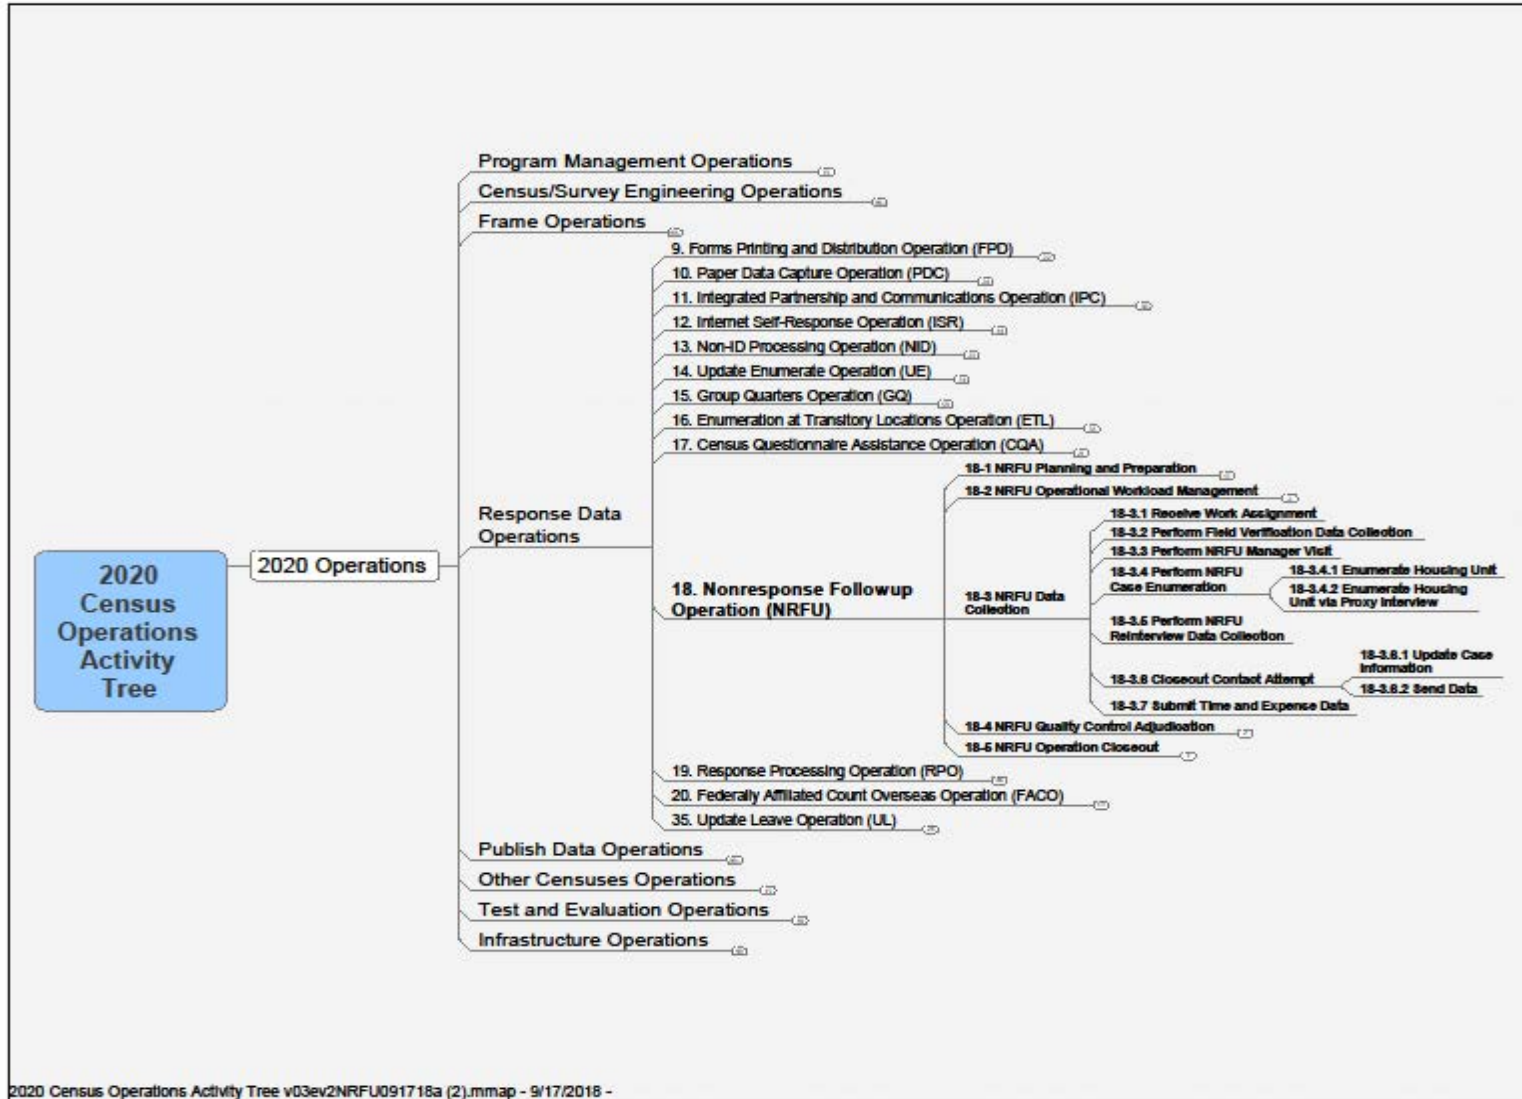 Program Management Operations
Census/Survey Engineering Operations
Frame Operations
9. Forms Printing and Distribution Operation (FPD)
10. Paper Data Capture Operation (PDC)
11. Integrated Partnership and Communications Operation (IPC)
12. Internet Self-Response Operation (ISR)
13. Non-ID Processing Operation (NID)
14. Update Enumerate Operation (UE)
15. Group Quarters Operation (GQ)
16. Enumeration at Transitory Locations Operation (ETL)
17. Census Questionnaire Assistance Operation (CQA)
Response Data
Operations
2020 Operations
2020
Census
Operations
Activity
Tree
18. Nonresponse Followup
Operation (NRFU)
18-1 NRFU Planning and Preparation
18-2 NRFU Operational Workload Management
18-3 NRFU Data
Collection
18-3.1 Receive Work Assignment
18-3.2 Perform Field Verification Data Collection
18-3.3 Perform NRFU Manager Visit
18-3.4 Perform NRFU
Case Enumeration
18-3.4.1 Enumerate Housing Unit
18-3.4.2 Enumerate Housing
Unit via Proxy Interview
18-3.5 Perform NRFU
Reinterview Data Collection
18-3.6 Closeout Contact Attempt
18-3.6.1 Update Case
Information
18-3.6.2 Send Data
18-3.7 Submit Time and Expense Data
18-4 NRFU Quality Control Adjudication
18-5 NRFU Operation Closeout
19. Response Processing Operation (RPO)
20. Federally Affiliated Count Overseas Operation (FACO)
35. Update Leave Operation (UL)
Publish Data Operations
Other Censuses Operations
Test and Evaluation Operations
Infrastructure Operations
2020 Census Operations Activity Tree v03ev2NRFU091718a (2).mmap - 9/17/2018 -